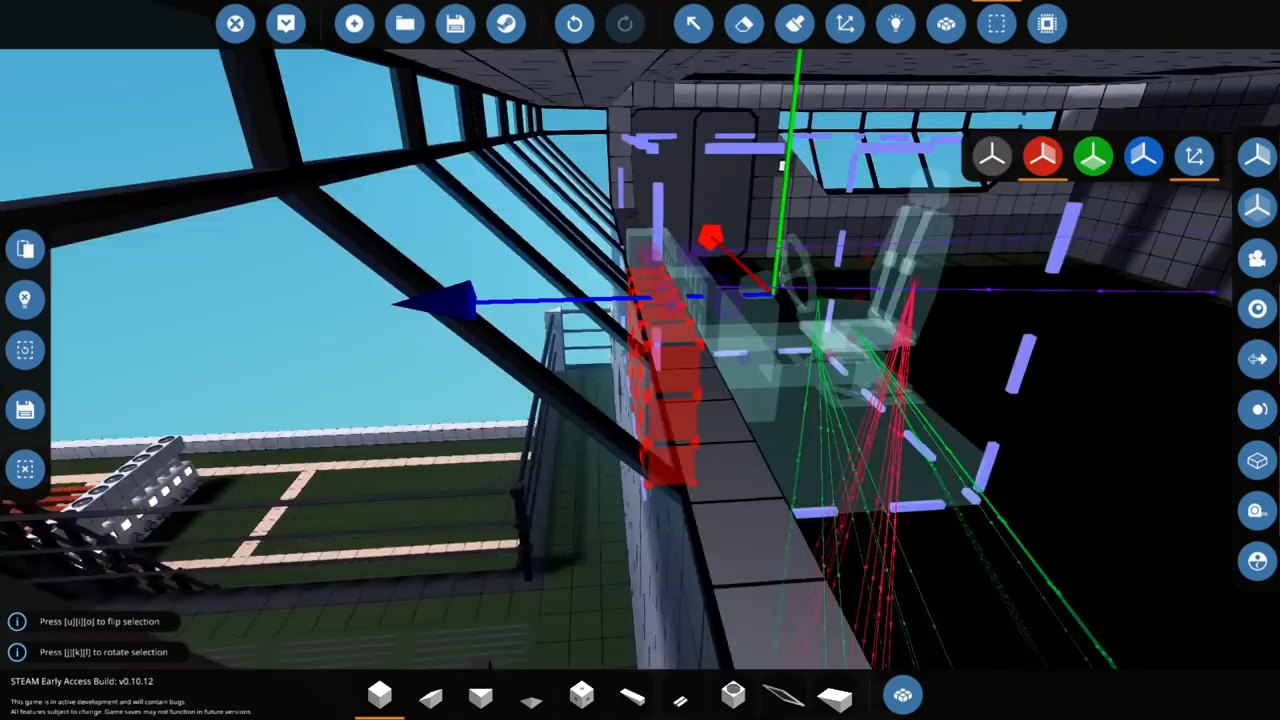 Press [u][i][o] to flip selection
Press [j][k][l] to rotate selection
STEAM Early Access Build: v0.10.12
This game is in active development and will contain bugs.
All features subject to change. Game saves may not function in future versions.